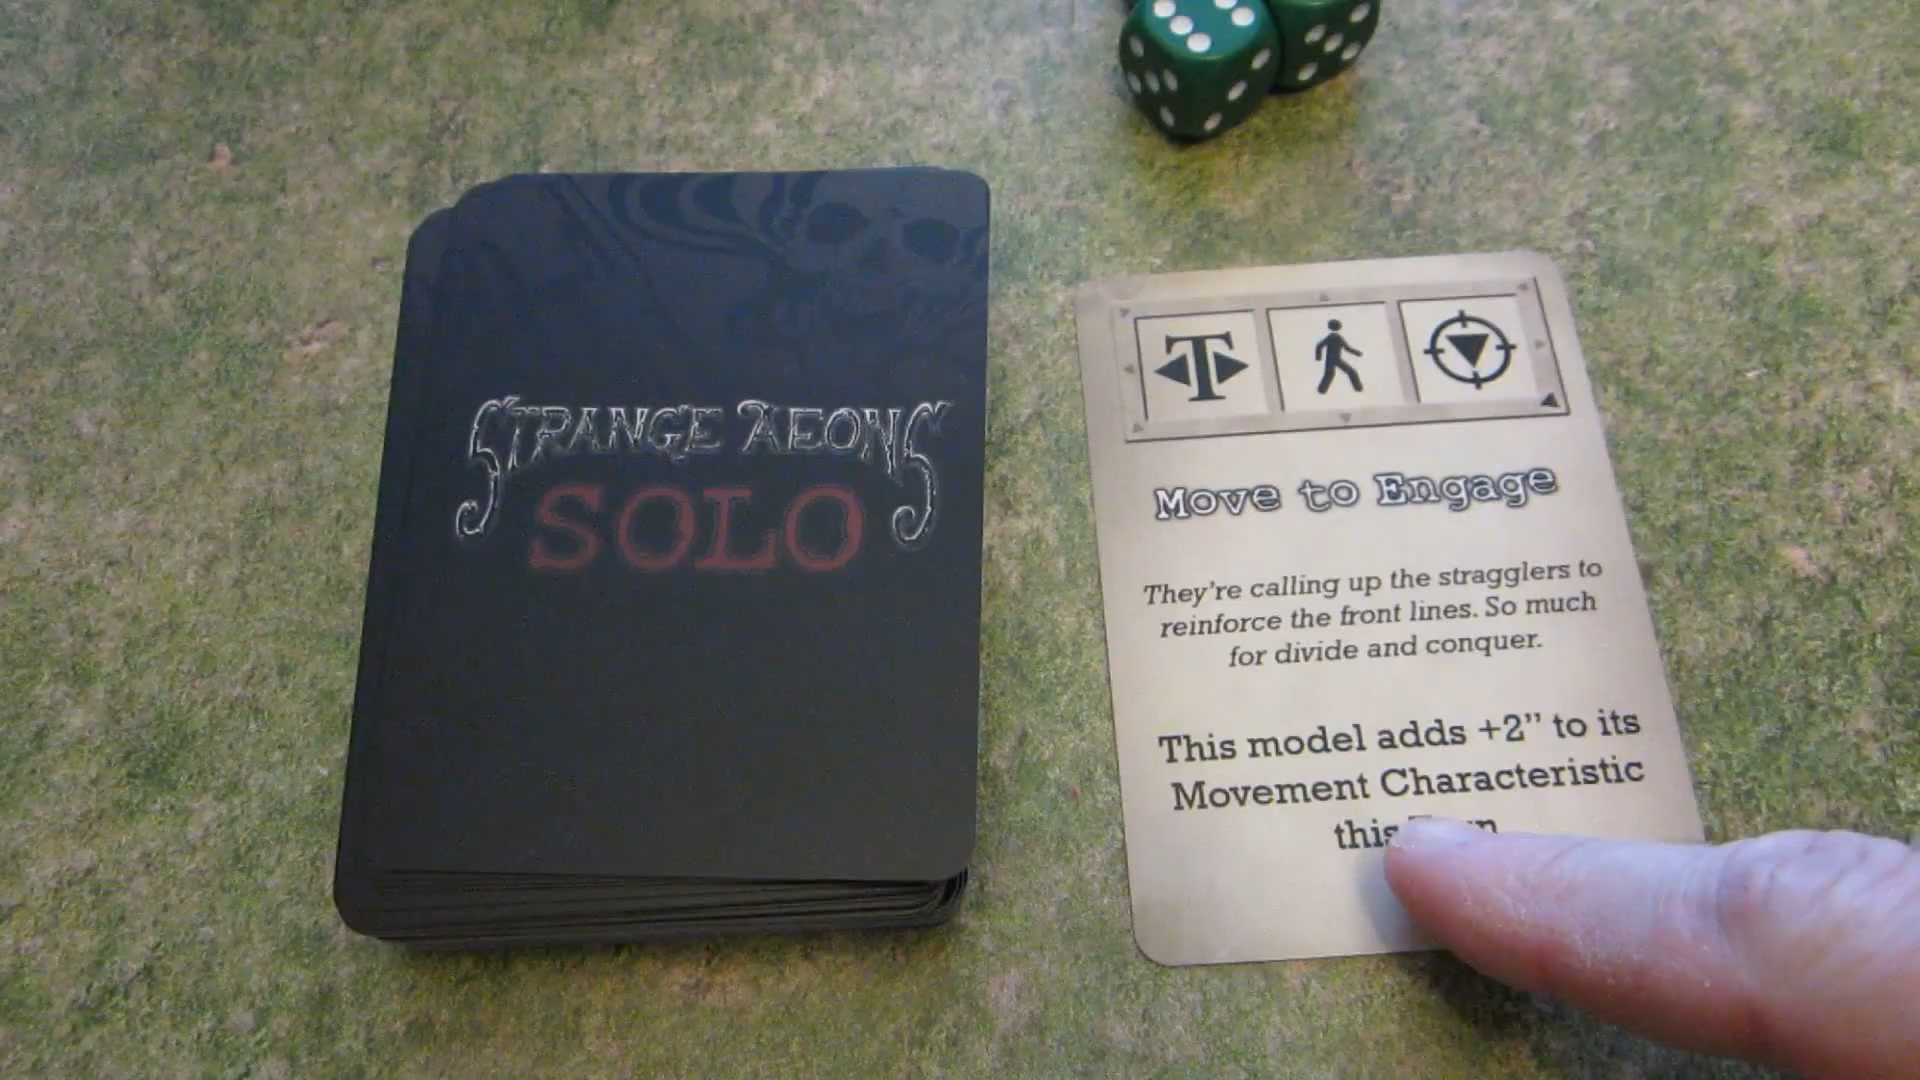 STRANGE AEONS
SOLO
T
Move to Engage
They're calling up the stragglers to
reinforce the front lines. So much
for divide and conquer.
This model adds +2” to its
Movement Characteristic
this